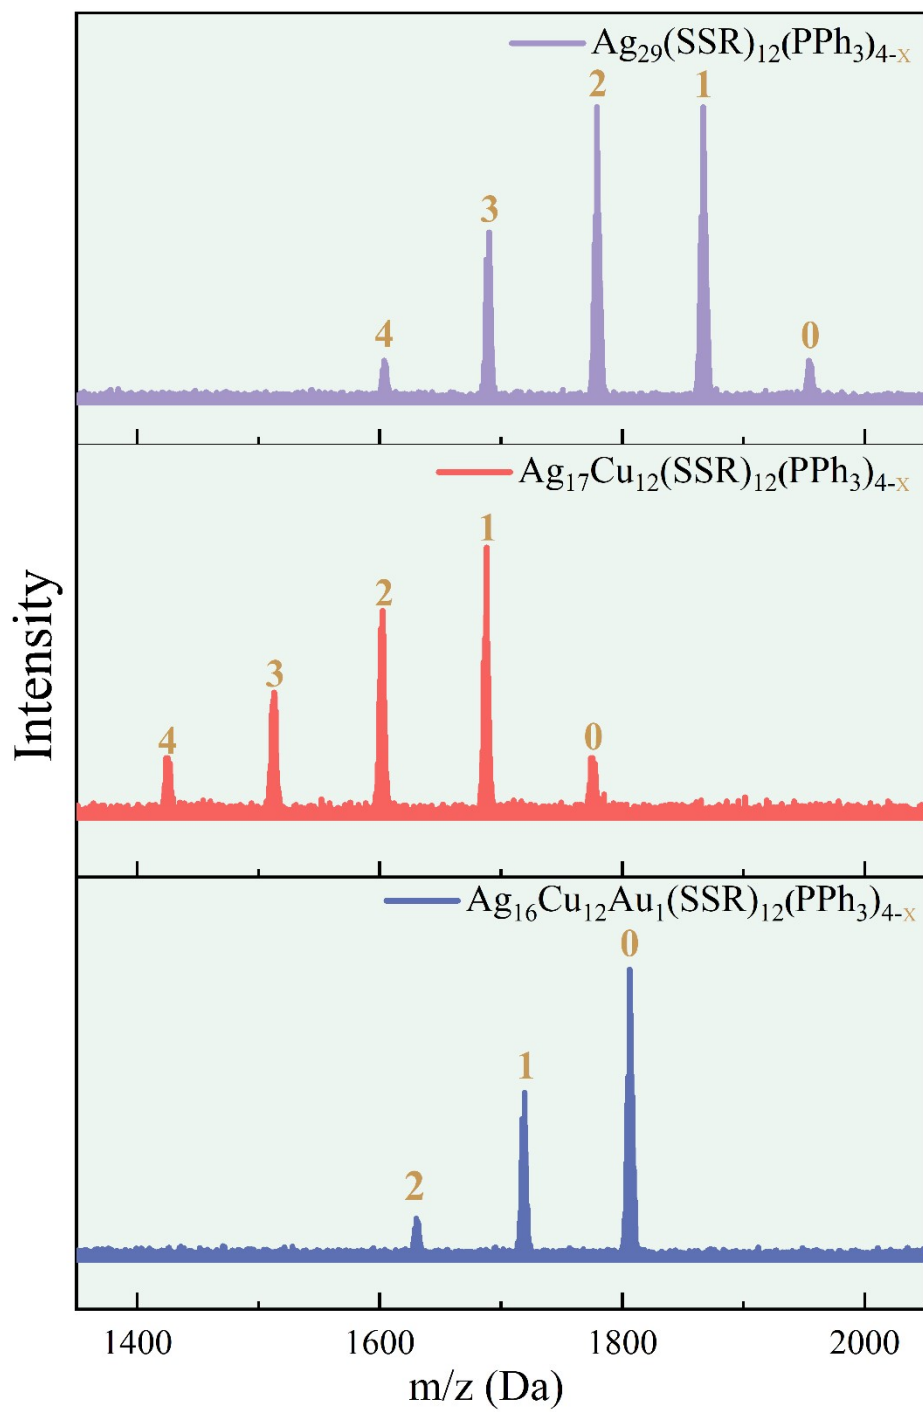 Ag₂₉(SSR)₁₂(PPh₃)₄₋ₓ
2 1
3
4 0
Ag₁₇Cu₁₂(SSR)₁₂(PPh₃)₄₋ₓ
1
2
3
4 0
Intensity
Ag₁₆Cu₁₂Au₁(SSR)₁₂(PPh₃)₄₋ₓ
0
1
2
1400 1600 1800 2000
m/z (Da)